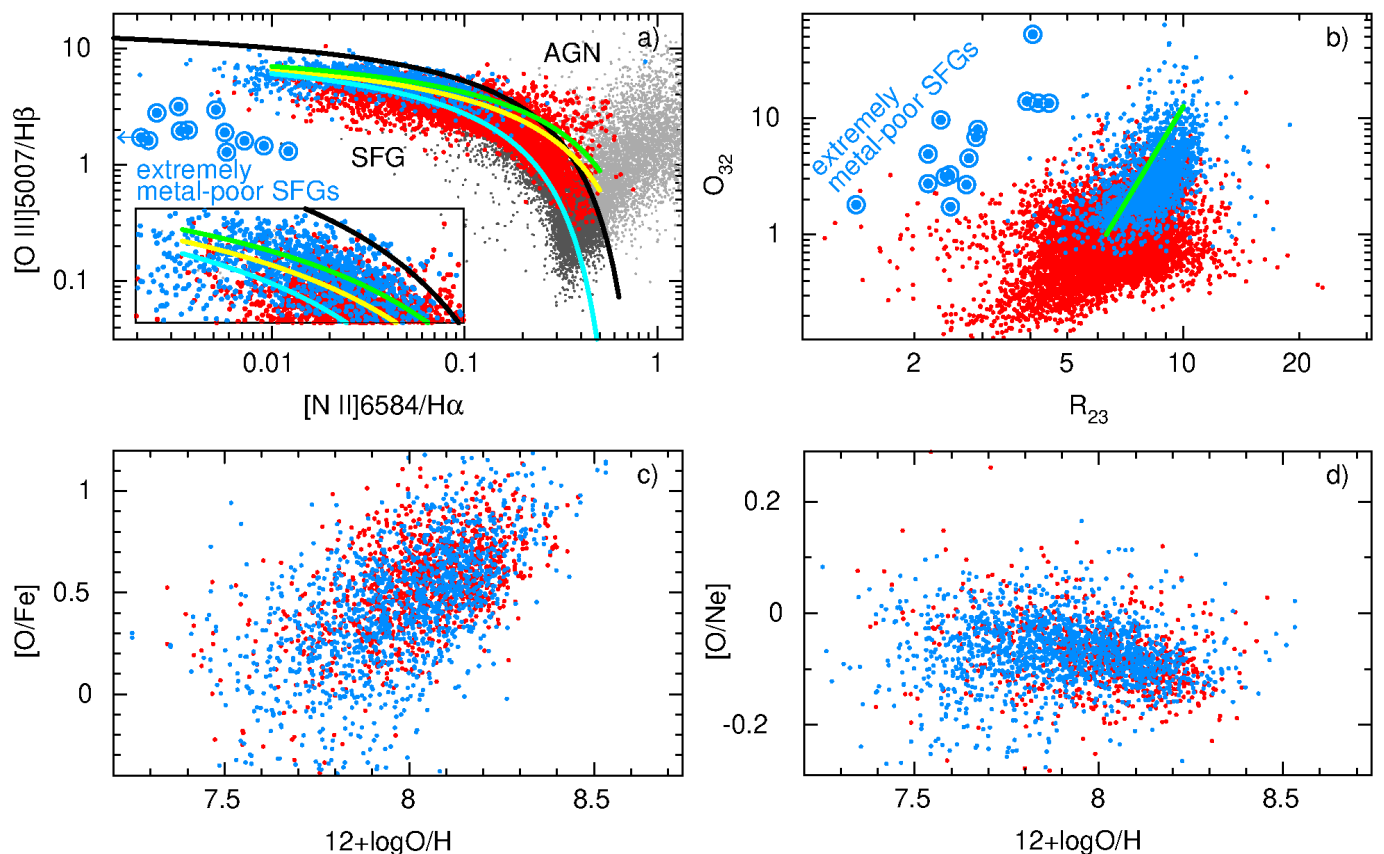 a)
AGN
SFG
extremely
metal-poor SFGs
10
1
0.1
[O III]5007/Hβ
0.01
0.1
1
[N II]6584/Hα
b)
extremely
metal-poor SFGs
10
1
O32
2
5
10
20
R23
c)
1
0.5
0
[O/Fe]
7.5
8
8.5
12+logO/H
d)
0.2
0
-0.2
[O/Ne]
7.5
8
8.5
12+logO/H